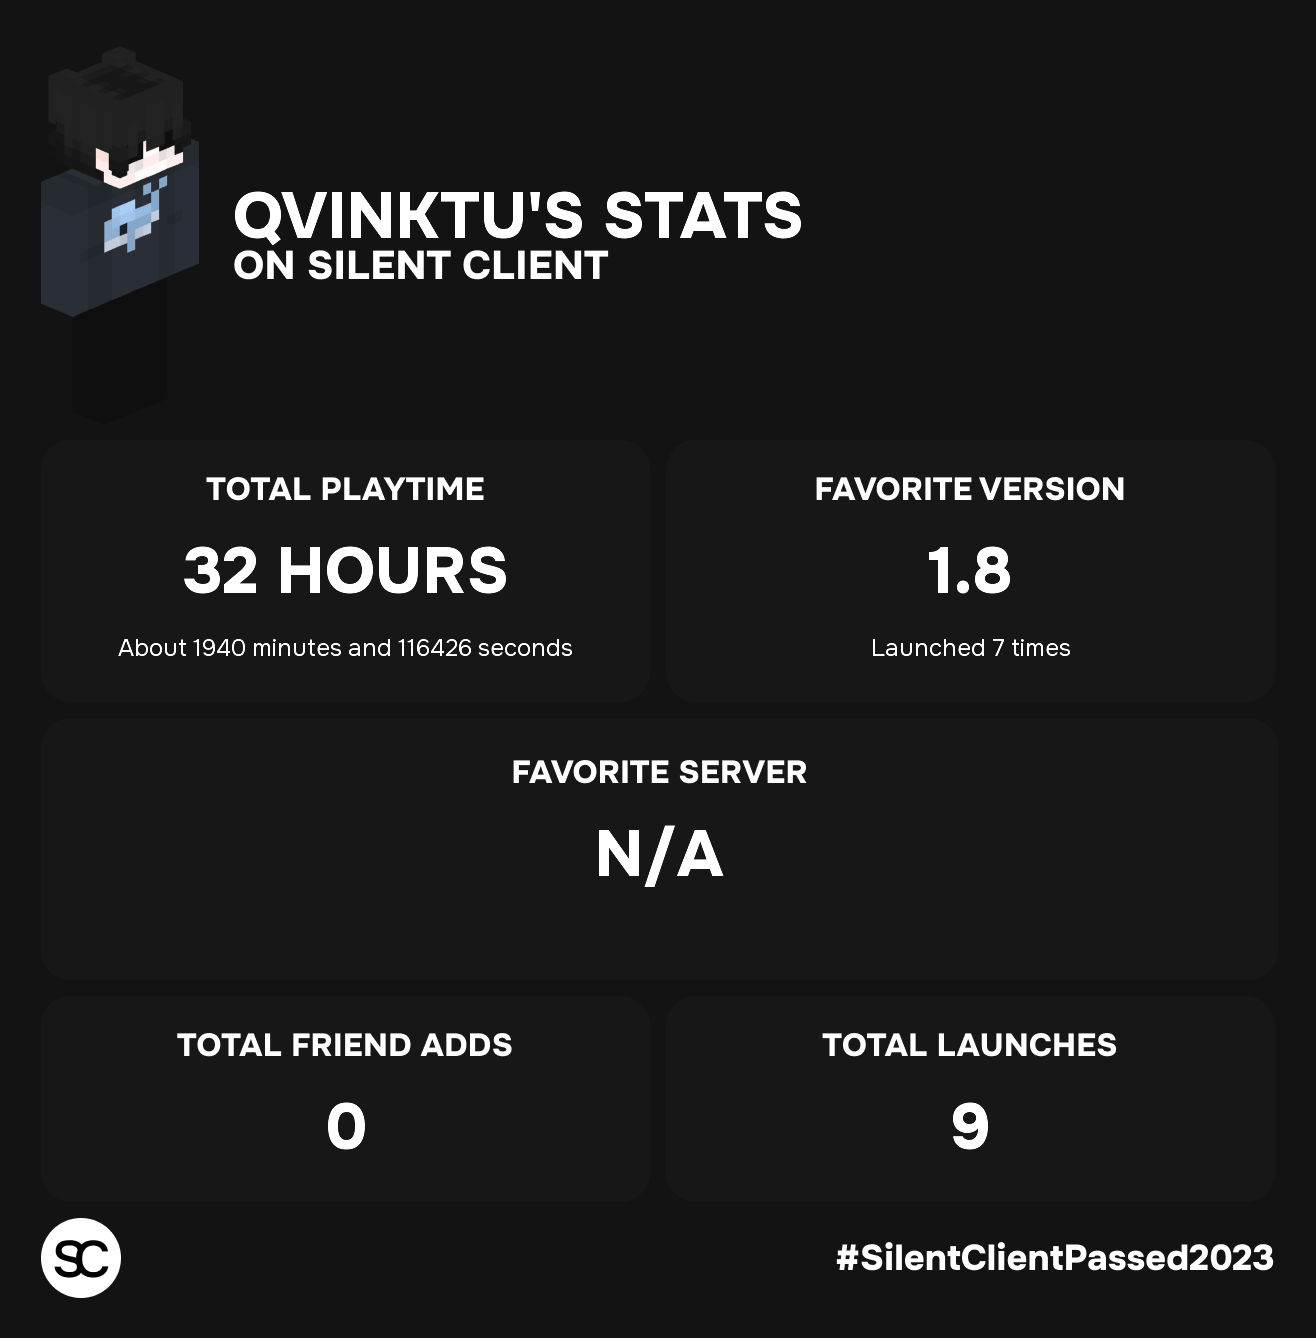 QVINKTU'S STATS
ON SILENT CLIENT
TOTAL PLAYTIME
32 HOURS
About 1940 minutes and 116426 seconds
FAVORITE VERSION
1.8
Launched 7 times
FAVORITE SERVER
N/A
TOTAL FRIEND ADDS
0
TOTAL LAUNCHES
9
SC
#SilentClientPassed2023